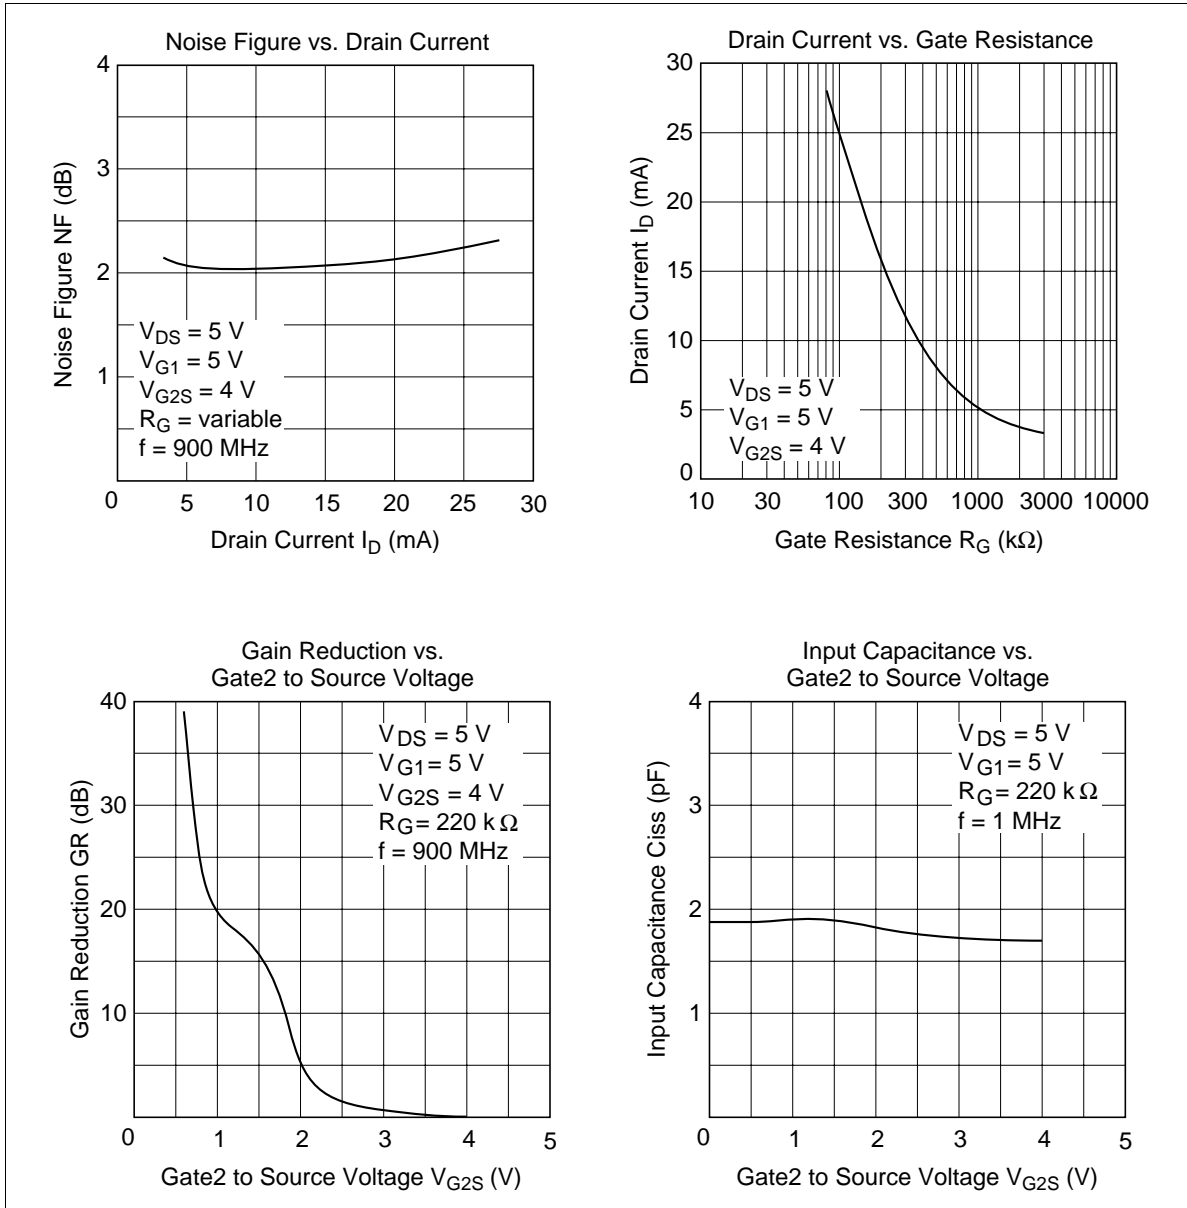 Noise Figure vs. Drain Current
4
3
2
1
Noise Figure NF (dB)
V_DS = 5 V
V_G1 = 5 V
V_G2S = 4 V
R_G = variable
f = 900 MHz
0 5 10 15 20 25 30
Drain Current I_D (mA)
Drain Current vs. Gate Resistance
30
25
20
15
10
5
0
Drain Current I_D (mA)
V_DS = 5 V
V_G1 = 5 V
V_G2S = 4 V
10 30 100 300 1000 3000 10000
Gate Resistance R_G (kΩ)
Gain Reduction vs.
Gate2 to Source Voltage
40
30
20
10
Gain Reduction GR (dB)
V_DS = 5 V
V_G1 = 5 V
V_G2S = 4 V
R_G = 220 k Ω
f = 900 MHz
0 1 2 3 4 5
Gate2 to Source Voltage V_G2S (V)
Input Capacitance vs.
Gate2 to Source Voltage
4
3
2
1
Input Capacitance Ciss (pF)
V_DS = 5 V
V_G1 = 5 V
R_G = 220 k Ω
f = 1 MHz
0 1 2 3 4 5
Gate2 to Source Voltage V_G2S (V)